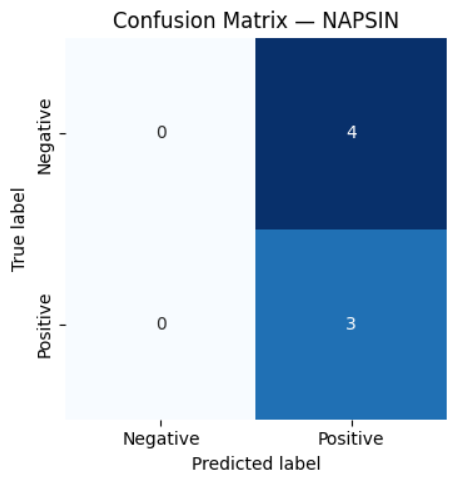 Confusion Matrix — NAPSIN
True label
Negative
0
4
Positive
0
3
Negative
Positive
Predicted label